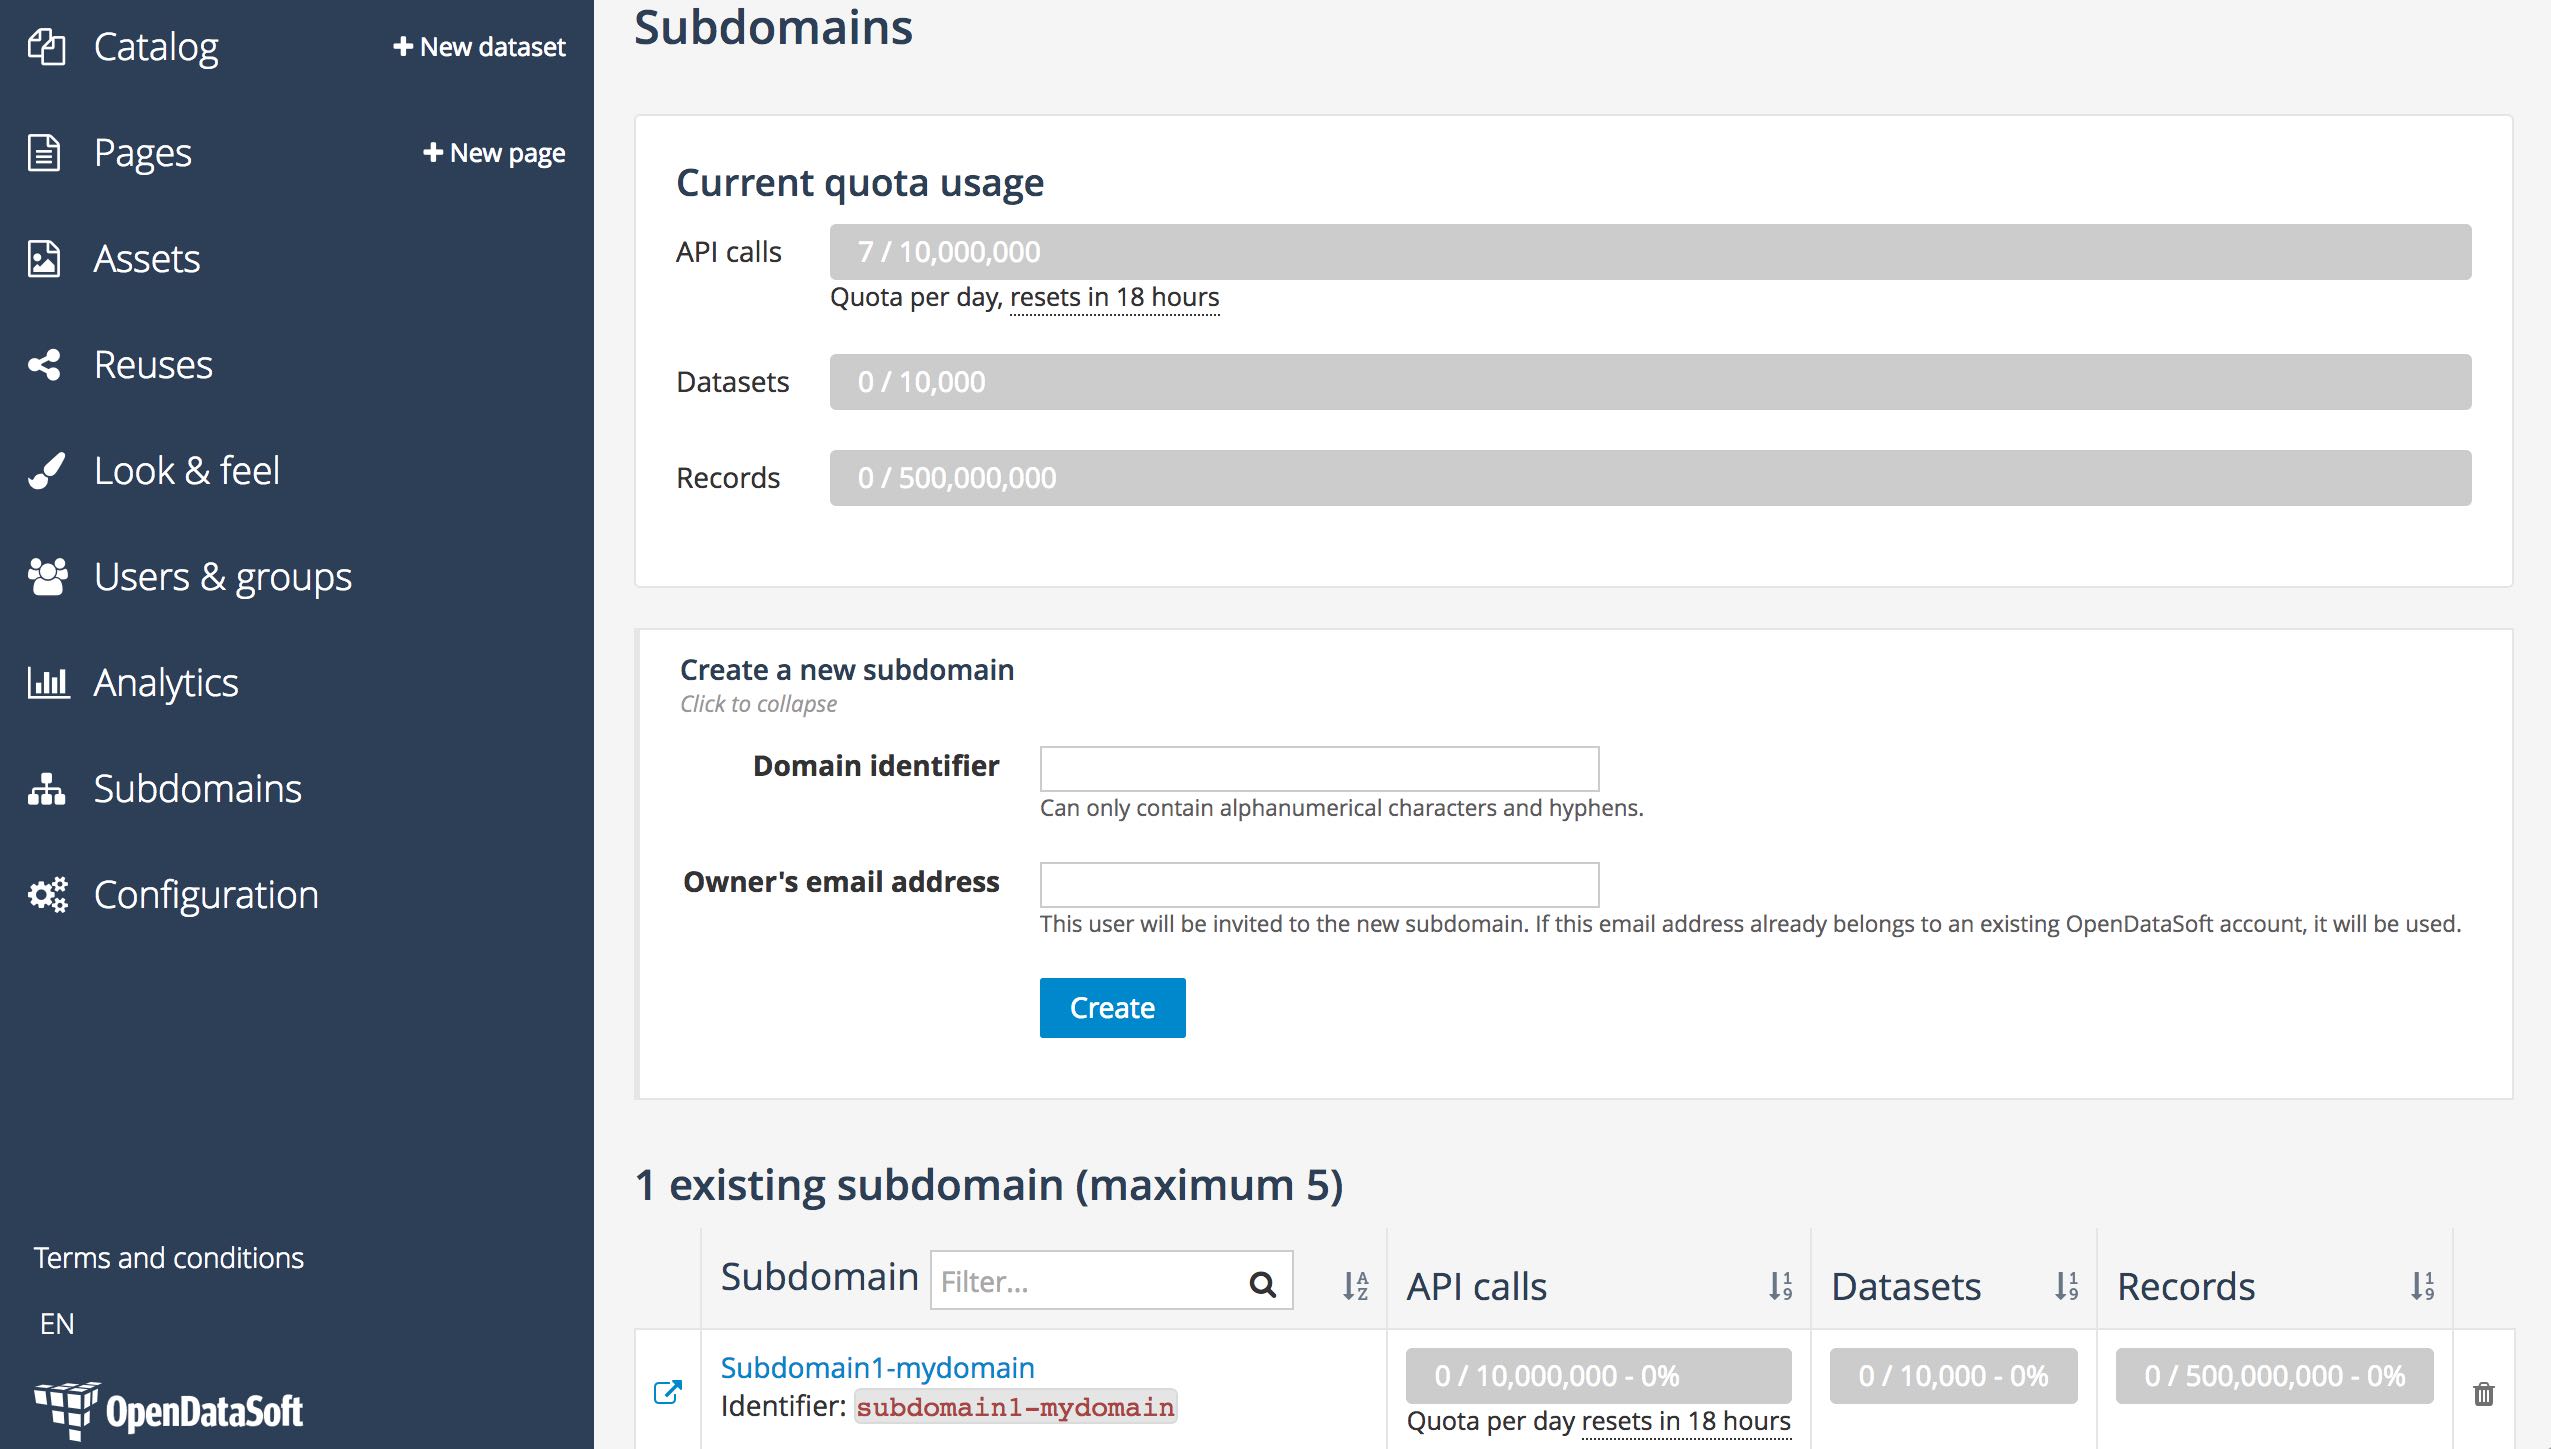 Catalog
+ New dataset
Pages
+ New page
Assets
Reuses
Look & feel
Users & groups
Analytics
Subdomains
Configuration
Terms and conditions
EN
OpenDataSoft
Subdomains
Current quota usage
API calls
7 / 10,000,000
Quota per day, resets in 18 hours
Datasets
0 / 10,000
Records
0 / 500,000,000
Create a new subdomain
Click to collapse
Domain identifier
Can only contain alphanumerical characters and hyphens.
Owner's email address
This user will be invited to the new subdomain. If this email address already belongs to an existing OpenDataSoft account, it will be used.
Create
1 existing subdomain (maximum 5)
Subdomain
Filter...
API calls
Datasets
Records
Subdomain1-mydomain
Identifier: subdomain1-mydomain
0 / 10,000,000 - 0%
Quota per day resets in 18 hours
0 / 10,000 - 0%
0 / 500,000,000 - 0%